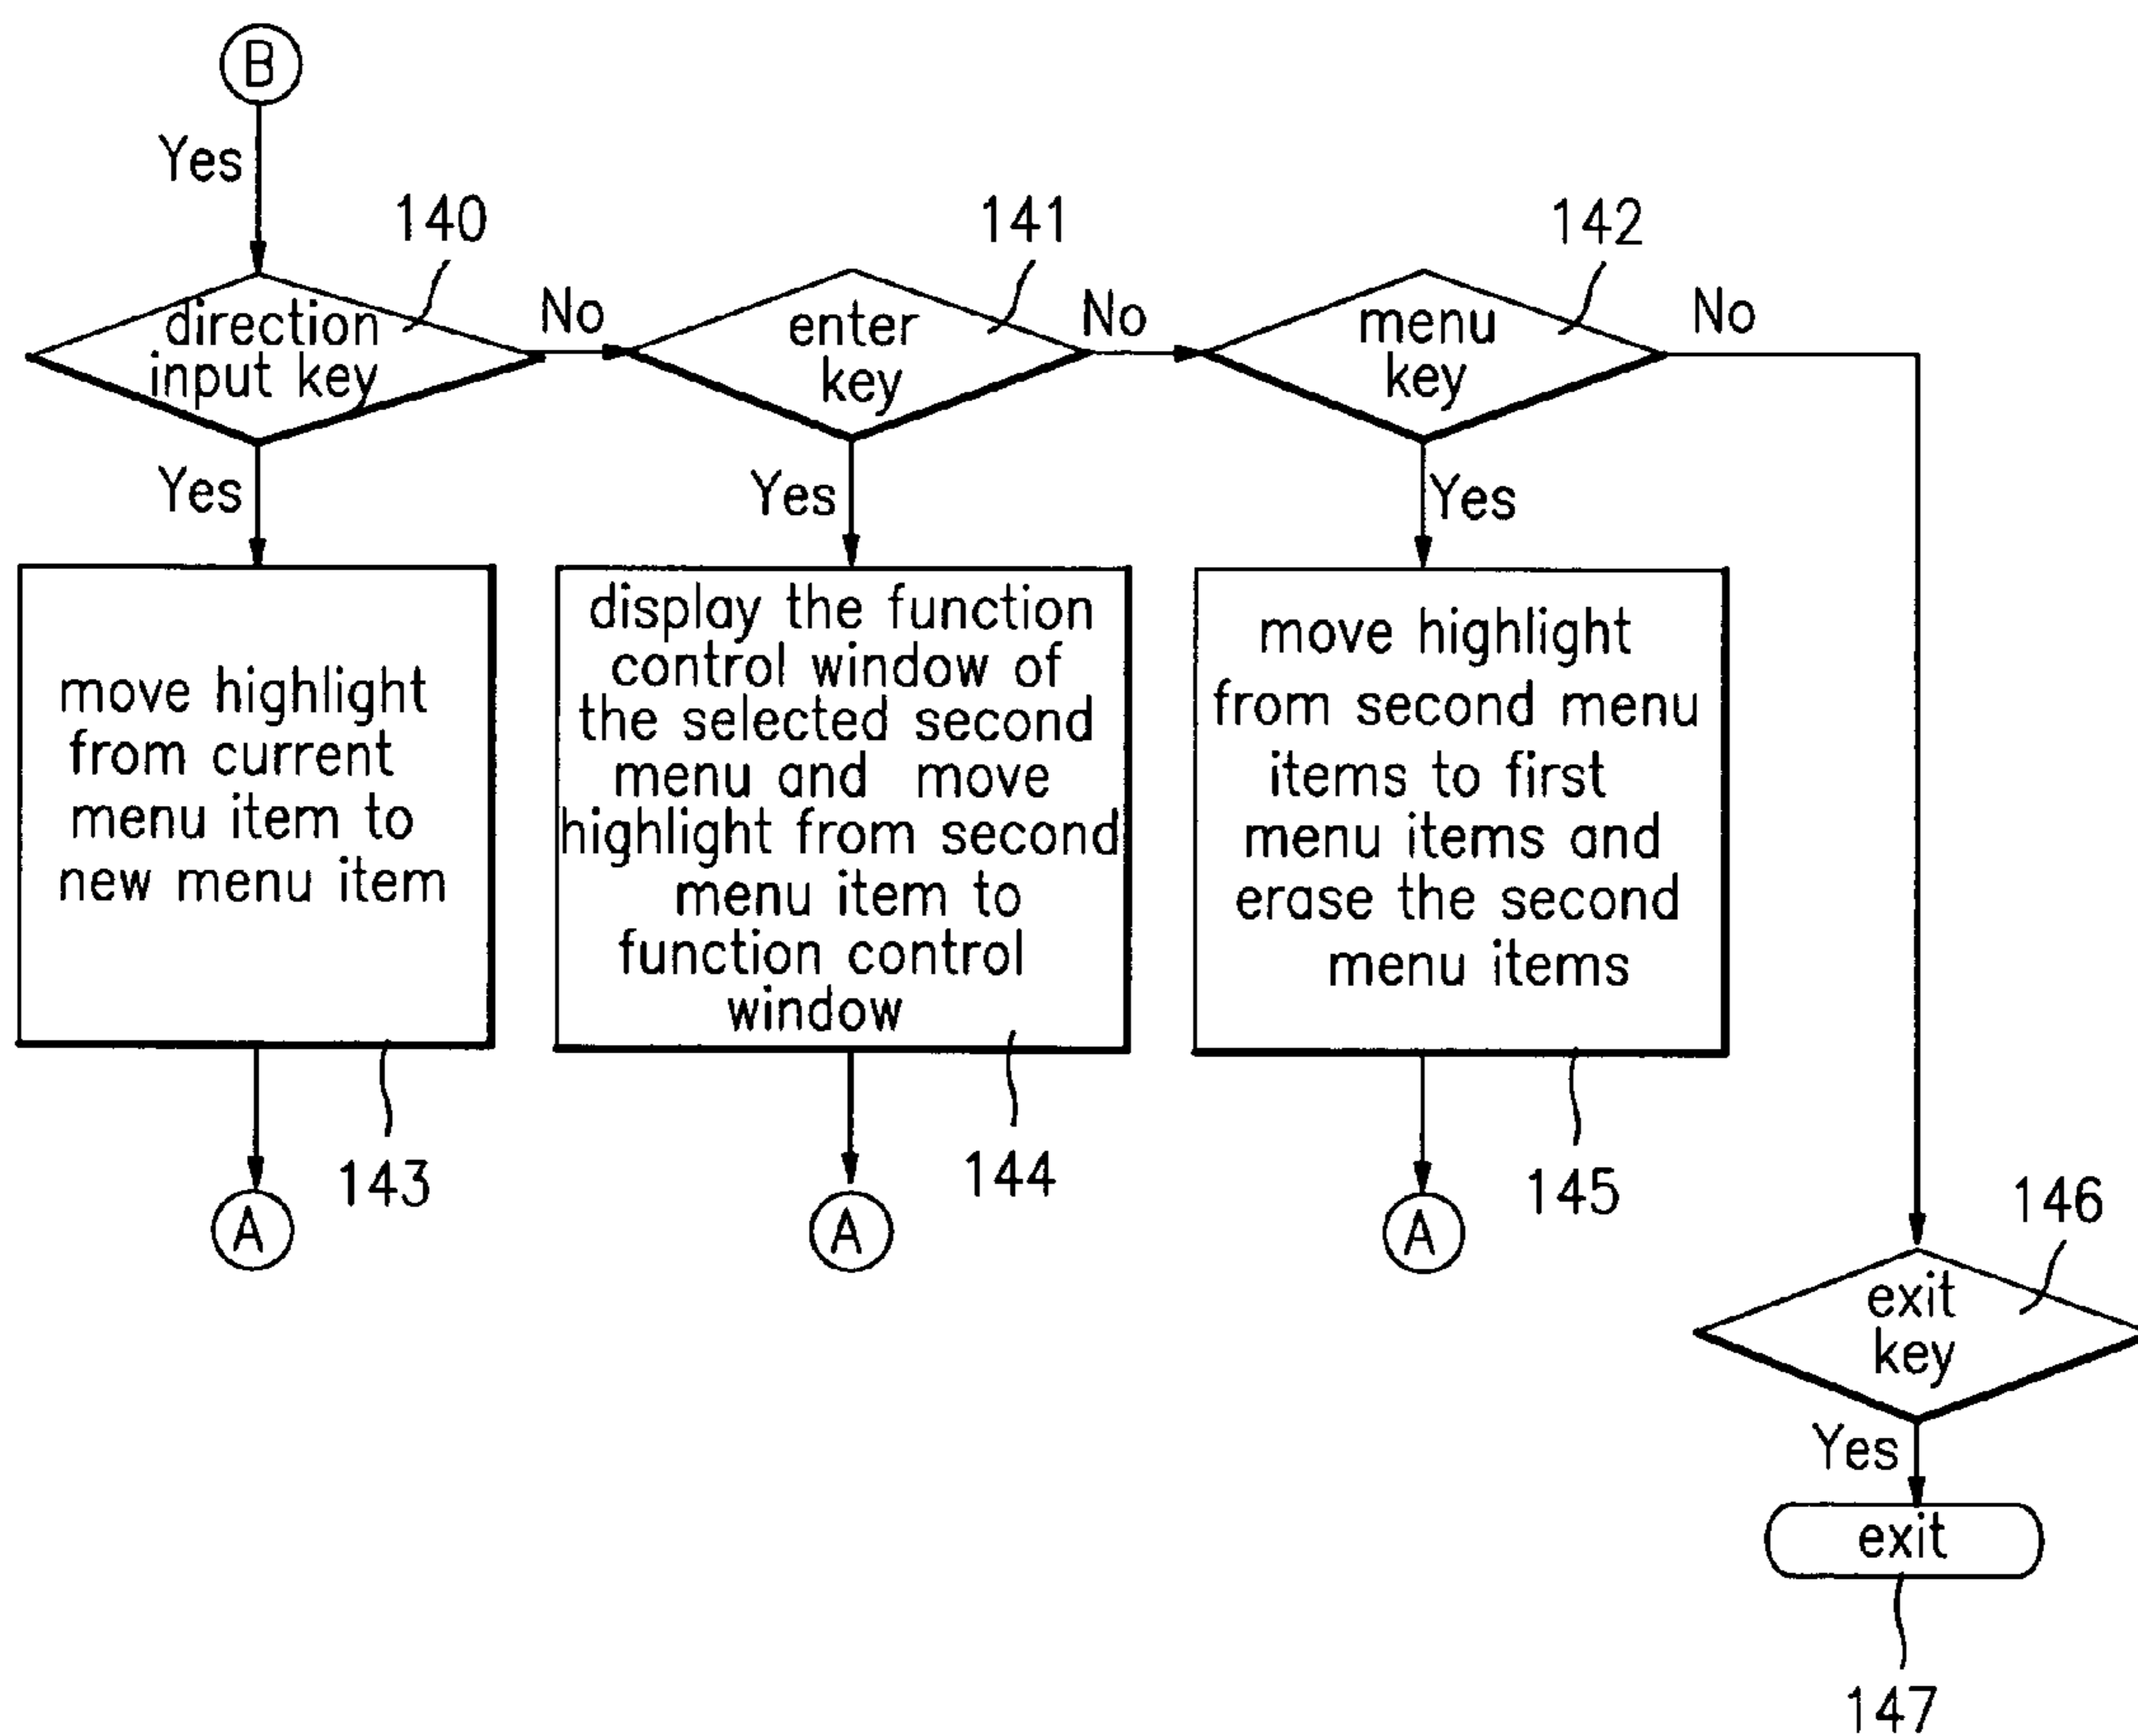 B
Yes
140
141
142
direction
input key
No
enter
key
No
menu
key
No
Yes
Yes
Yes
move highlight
from current
menu item to
new menu item
display the function
control window of
the selected second
menu and move
highlight from second
menu item to
function control
window
move highlight
from second menu
items to first
menu items and
erase the second
menu items
143
144
145
A
A
A
146
exit
key
Yes
exit
147